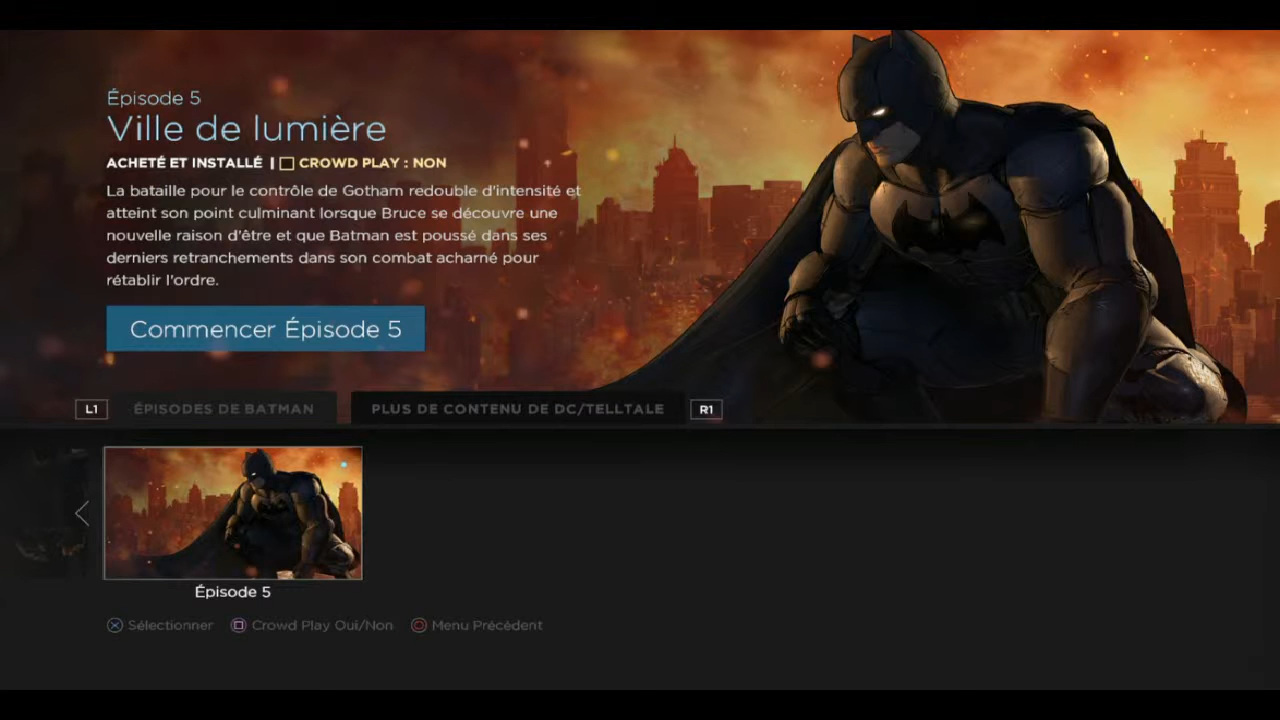 Épisode 5
Ville de lumière
ACHETÉ ET INSTALLÉ | CROWD PLAY : NON
La bataille pour le contrôle de Gotham redouble d'intensité et
atteint son point culminant lorsque Bruce se découvre une
nouvelle raison d'être et que Batman est poussé dans ses
derniers retranchements dans son combat acharné pour
rétablir l'ordre.
Commencer Épisode 5
L1 ÉPISODES DE BATMAN PLUS DE CONTENU DE DC/TELLTALE R1
Épisode 5
Sélectionner Crowd Play Oui/Non Menu Précédent